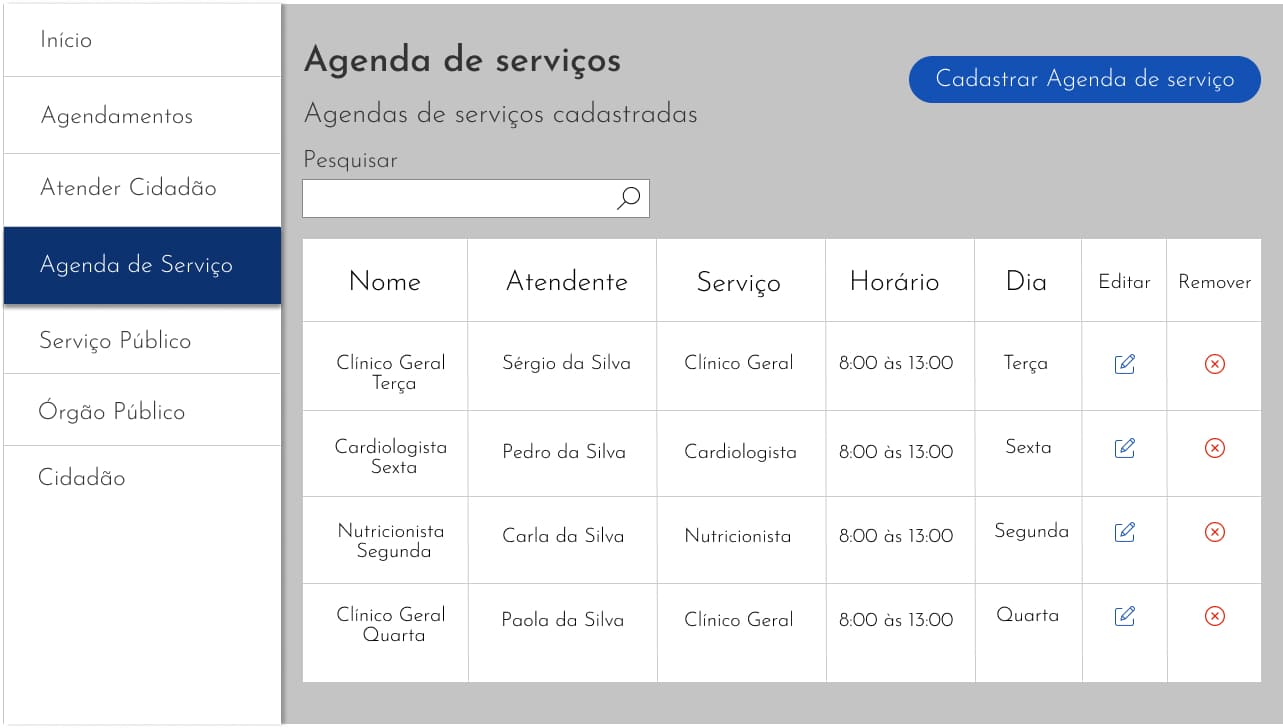 Início
Agendamentos
Atender Cidadão
Agenda de Serviço
Serviço Público
Órgão Público
Cidadão
Agenda de serviços
Cadastrar Agenda de serviço
Agendas de serviços cadastradas
Pesquisar
Nome Atendente Serviço Horário Dia Editar Remover
Clínico Geral
Terça
Sérgio da Silva Clínico Geral 8:00 às 13:00 Terça
Cardiologista
Sexta
Pedro da Silva Cardiologista 8:00 às 13:00 Sexta
Nutricionista
Segunda
Carla da Silva Nutricionista 8:00 às 13:00 Segunda
Clínico Geral
Quarta
Paola da Silva Clínico Geral 8:00 às 13:00 Quarta